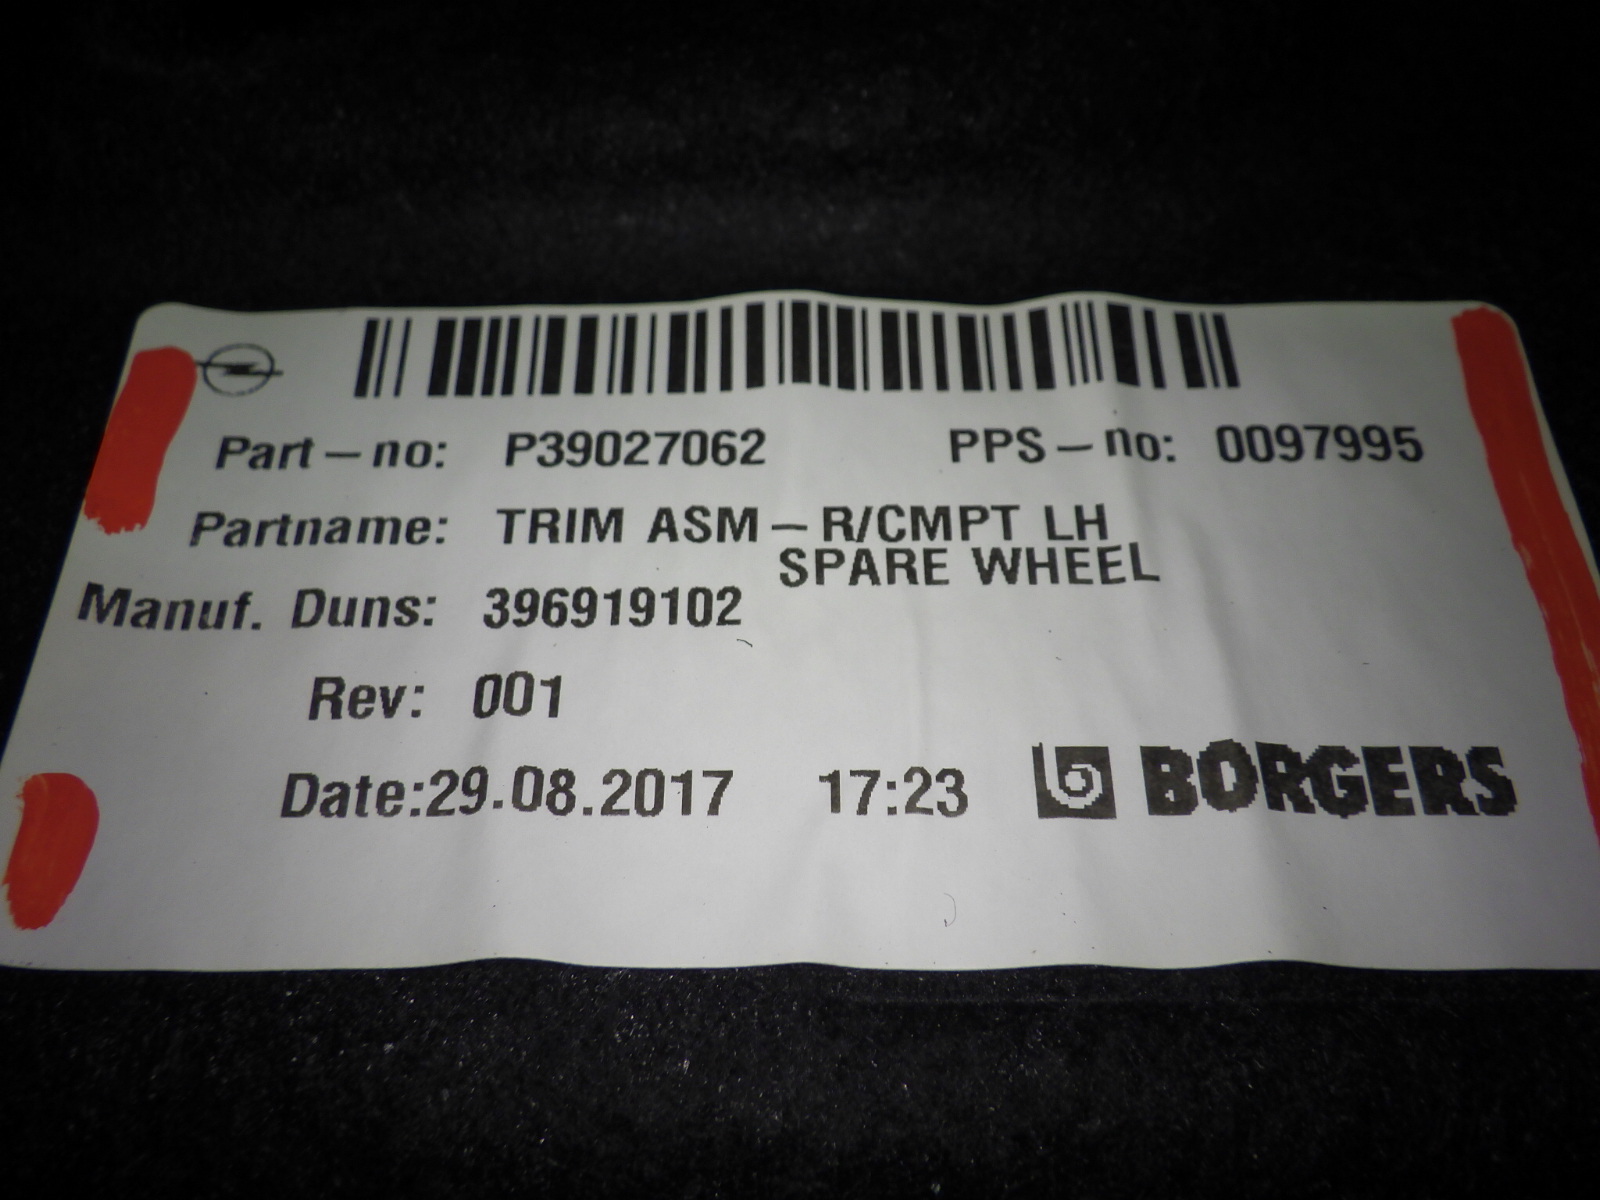 Part-no: P39027062 PPS-no: 0097995
Partname: TRIM ASM-R/CMPT LH
SPARE WHEEL
Manuf. Duns: 396919102
Rev: 001
Date:29.08.2017 17:23 BORGERS